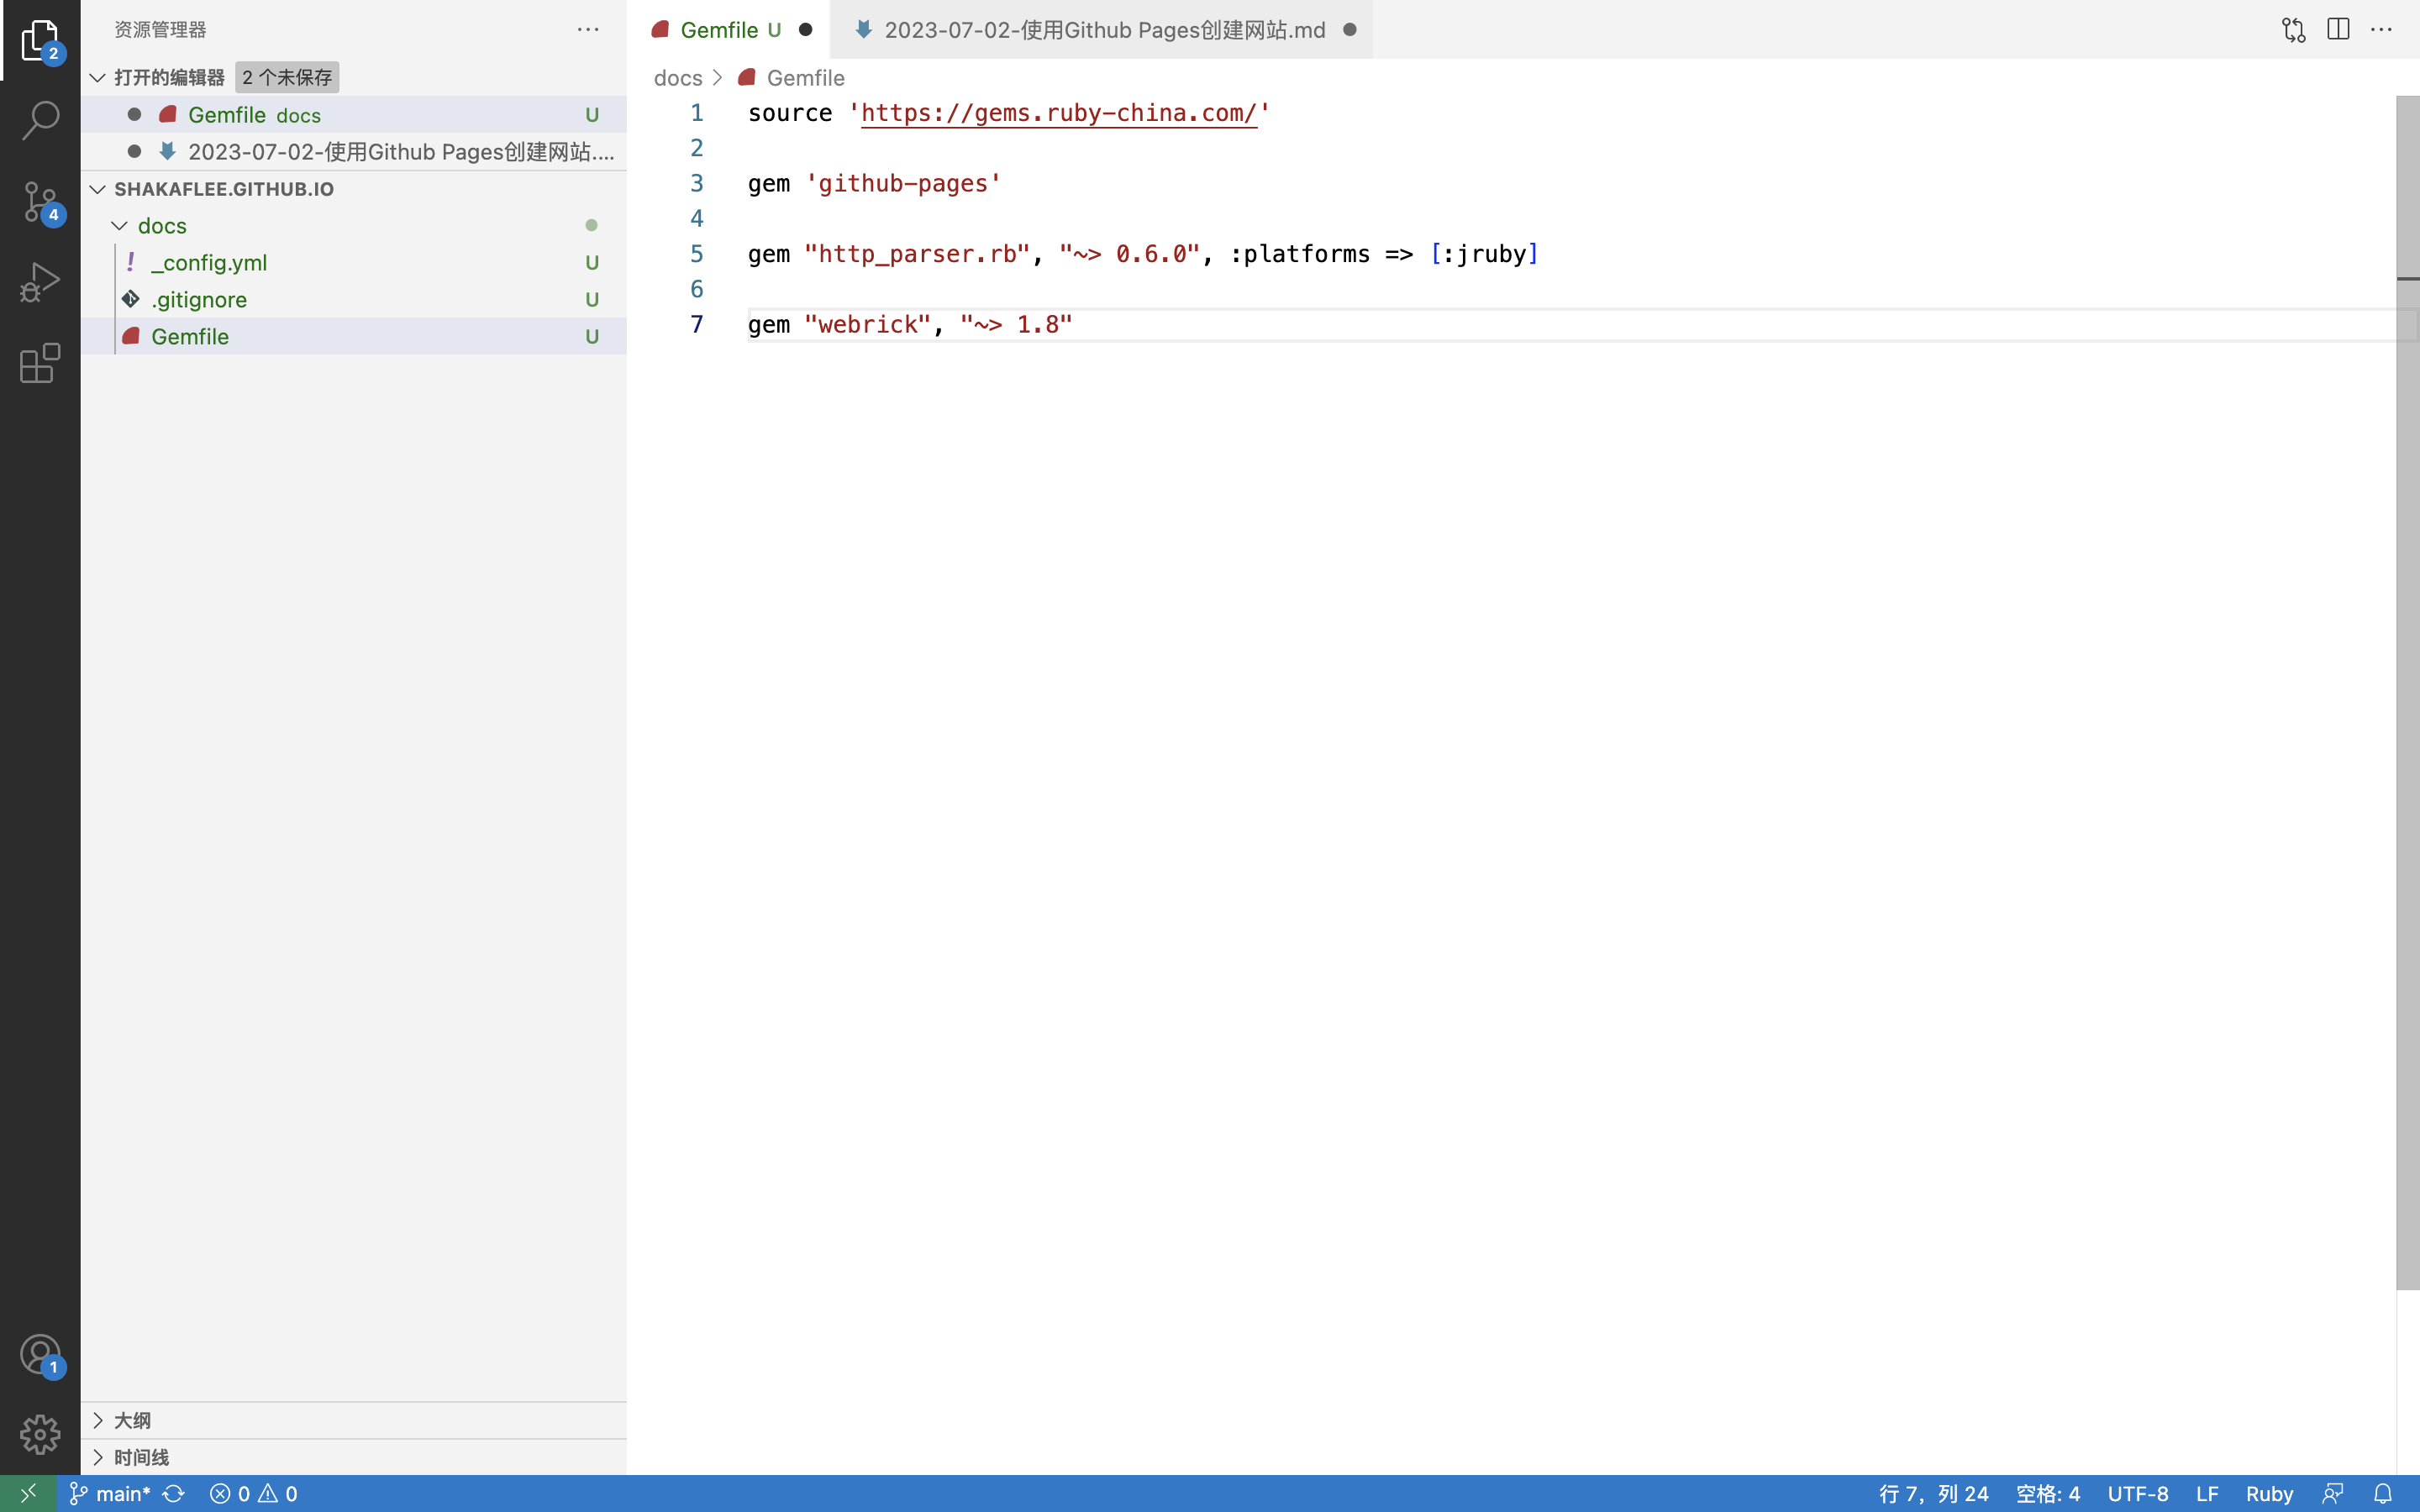 2
资源管理器
打开的编辑器 2 个未保存
Gemfile docs U
2023-07-02-使用Github Pages创建网站....
4
SHAKAFLEE.GITHUB.IO
docs
! _config.yml U
.gitignore U
Gemfile U
大纲
时间线
1
Gemfile U
2023-07-02-使用Github Pages创建网站.md
docs > Gemfile
1 source 'https://gems.ruby-china.com/'
2
3 gem 'github-pages'
4
5 gem "http_parser.rb", "~> 0.6.0", :platforms => [:jruby]
6
7 gem "webrick", "~> 1.8"
main* 0 0
行 7，列 24 空格: 4 UTF-8 LF Ruby